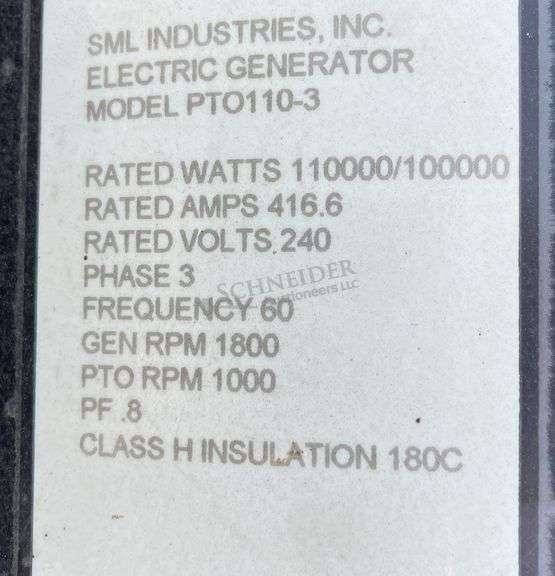 SML INDUSTRIES, INC.
ELECTRIC GENERATOR
MODEL PTO110-3
RATED WATTS 110000/100000
RATED AMPS 416.6
RATED VOLTS 240
PHASE 3
SCHNEIDER
LLC
FREQUENCY 60
GEN RPM 1800
PTO RPM 1000
PF .8
CLASS H INSULATION 180C